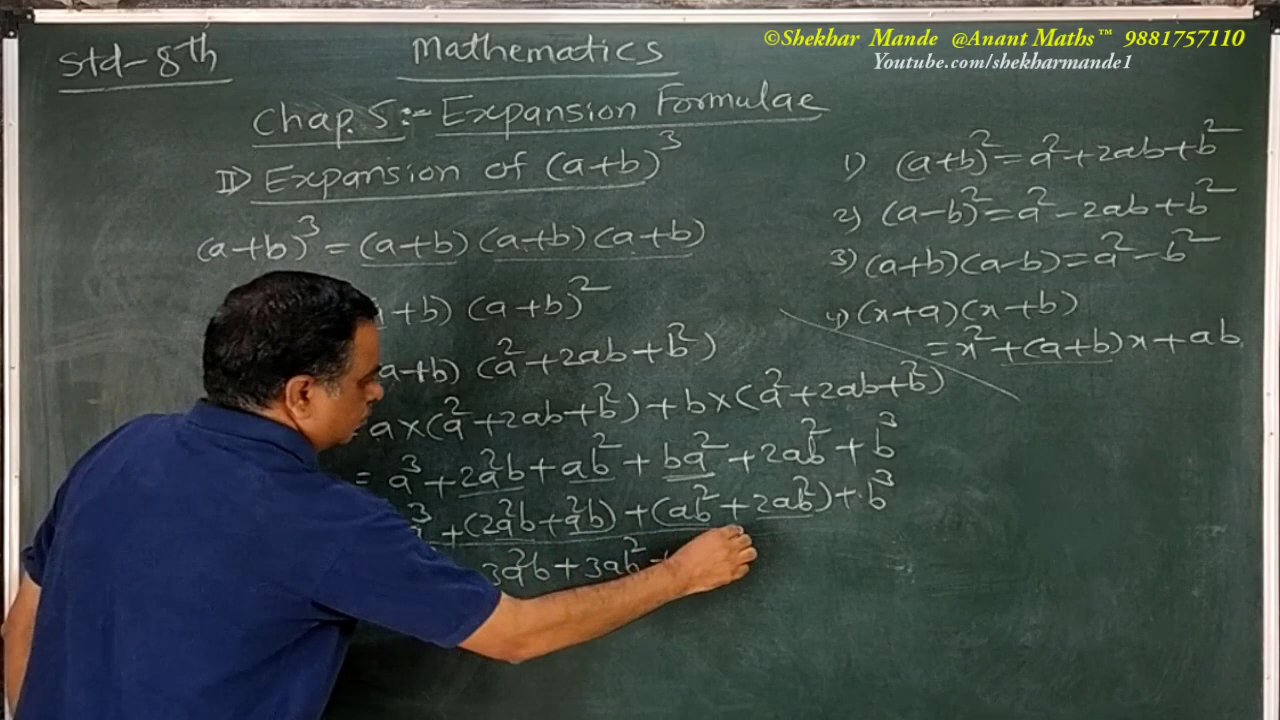 ©Shekhar Mande @Anant Maths™ 9881757110
Youtube.com/shekharmande1
Std-8th
Mathematics
Chap. 5:- Expansion Formulae
II) Expansion of (a+b)³
(a+b)³ = (a+b) (a+b) (a+b)
+b) (a+b)²
a+b) (a²+2ab+b²)
= a×(a²+2ab+b²)+b×(a²+2ab+b²)
= a³+2a²b+ab²+ba²+2ab²+b³
a³+(2a²b+a²b)+(ab²+2ab²)+b³
3a²b+3ab²+
1) (a+b)²=a²+2ab+b²
2) (a-b)²=a²-2ab+b²
3) (a+b)(a-b)=a²-b²
4) (x+a)(x+b)
=x²+(a+b)x+ab